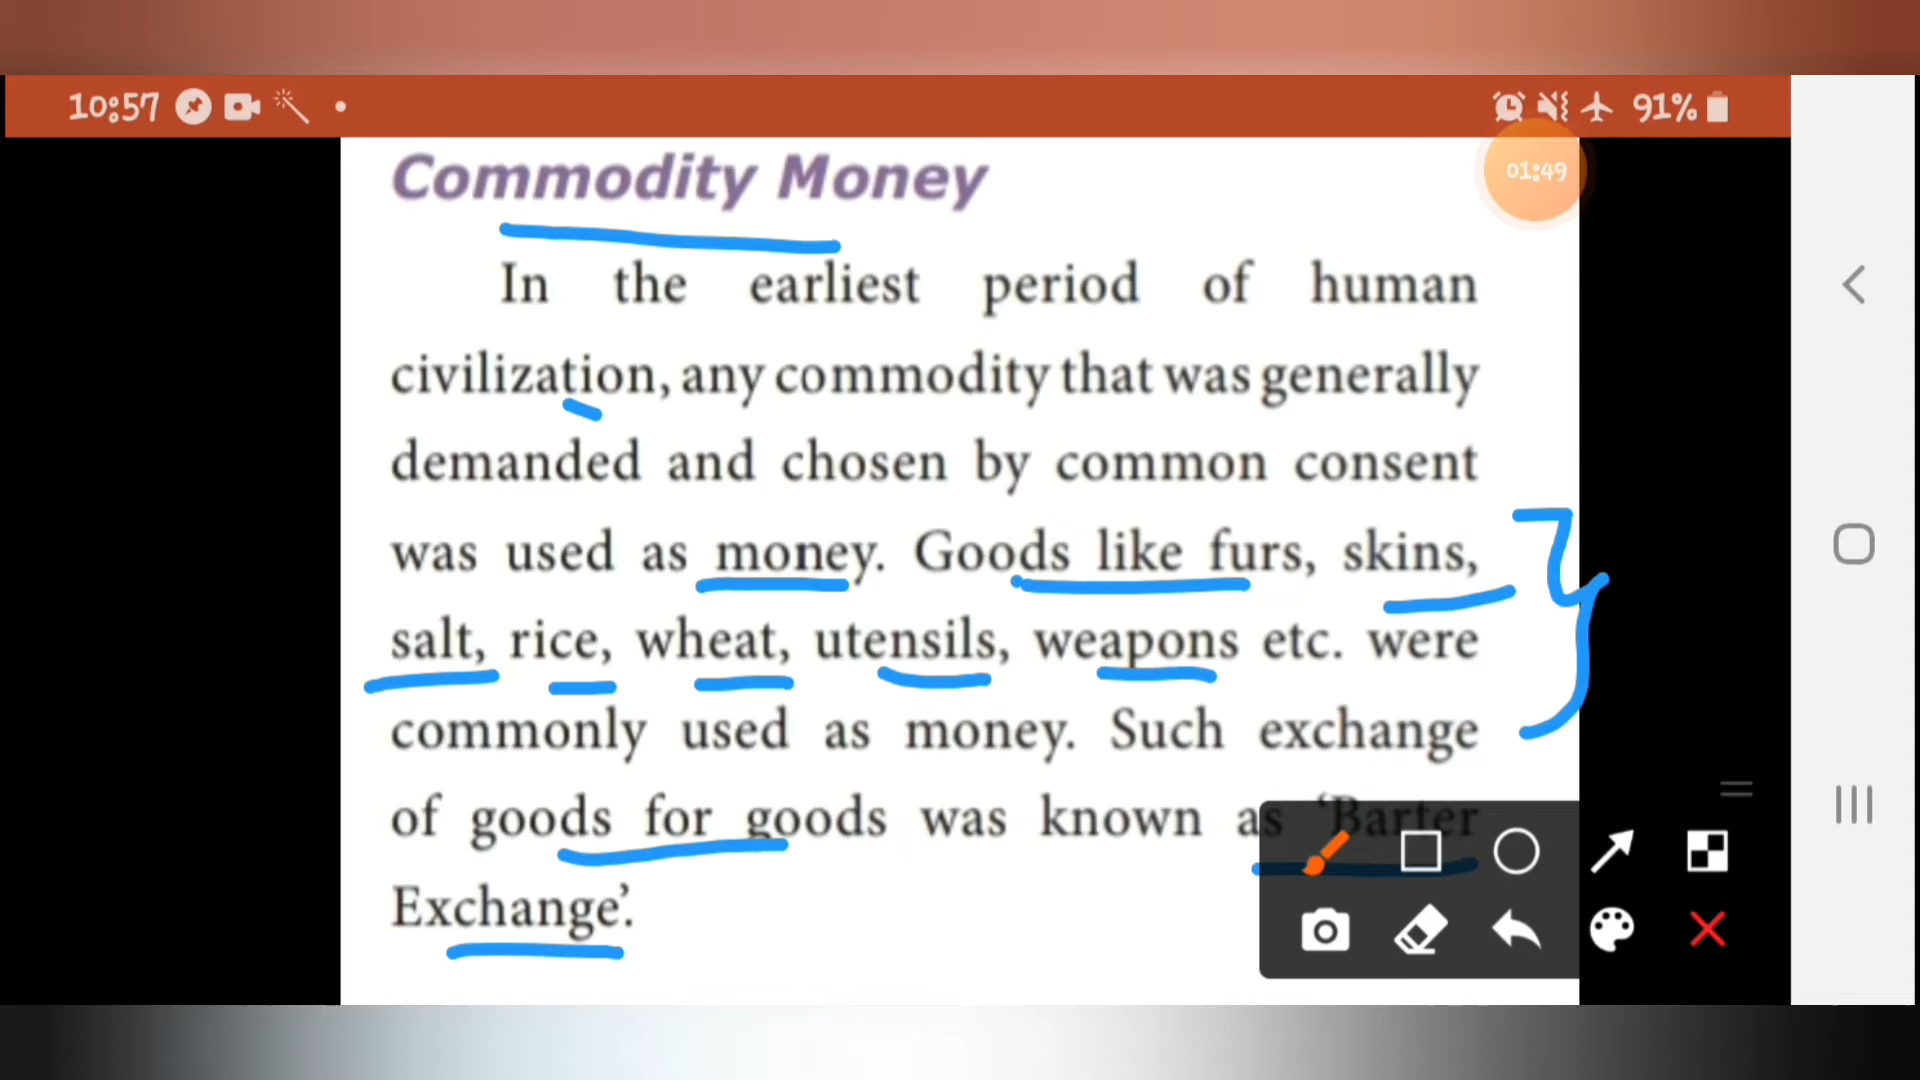 10:57
91%
01:49
Commodity Money
In the earliest period of human
civilization, any commodity that was generally
demanded and chosen by common consent
was used as money. Goods like furs, skins,
salt, rice, wheat, utensils, weapons etc. were
commonly used as money. Such exchange
of goods for goods was known as ‘Barter
Exchange’.